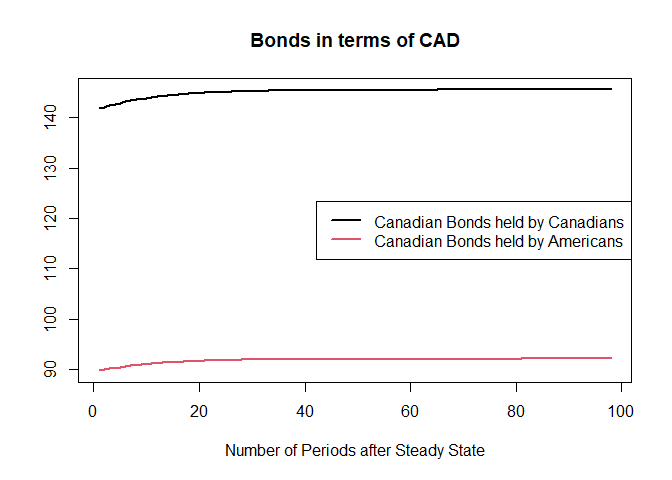 Bonds in terms of CAD
140
130
120
110
100
90
Canadian Bonds held by Canadians
Canadian Bonds held by Americans
0 20 40 60 80 100
Number of Periods after Steady State